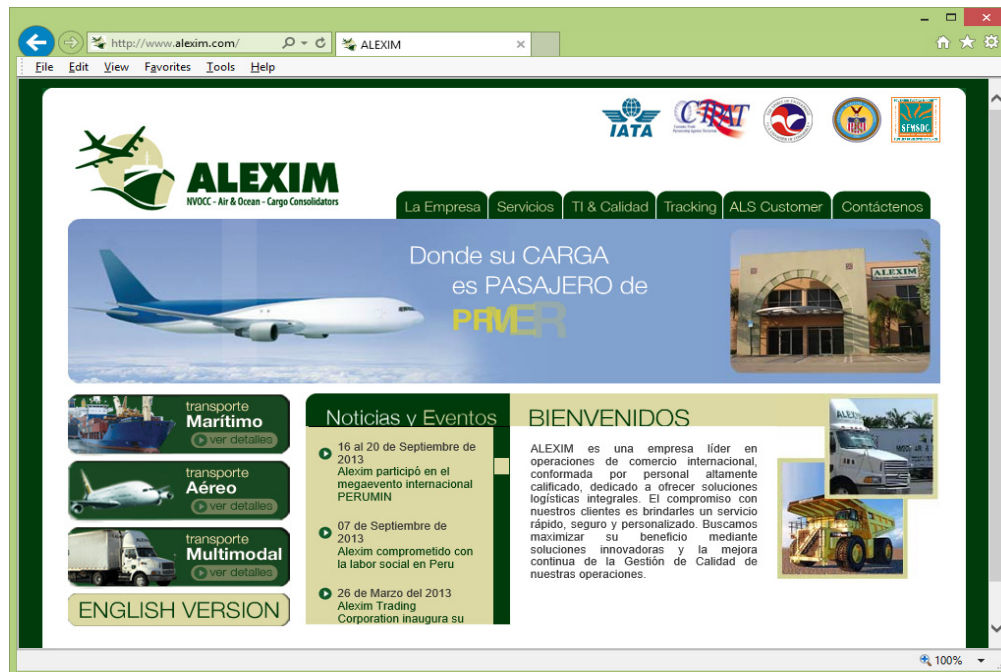 http://www.alexim.com/
ALEXIM
File Edit View Favorites Tools Help
IATA
CTPAT
SFMSDC
ALEXIM
NVOCC - Air & Ocean - Cargo Consolidators
La Empresa Servicios TI & Calidad Tracking ALS Customer Contáctenos
Donde su CARGA
es PASAJERO de
PRIMER
ALEXIM
transporte
Marítimo
ver detalles
transporte
Aéreo
ver detalles
transporte
Multimodal
ver detalles
ENGLISH VERSION
Noticias y Eventos
16 al 20 de Septiembre de
2013
Alexim participó en el
megaevento internacional
PERUMIN
07 de Septiembre de
2013
Alexim comprometido con
la labor social en Peru
26 de Marzo del 2013
Alexim Trading
Corporation inaugura su
BIENVENIDOS
ALEXIM es una empresa líder en
operaciones de comercio internacional,
conformada por personal altamente
calificado, dedicado a ofrecer soluciones
logísticas integrales. El compromiso con
nuestros clientes es brindarles un servicio
rápido, seguro y personalizado. Buscamos
maximizar su beneficio mediante
soluciones innovadoras y la mejora
continua de la Gestión de Calidad de
nuestras operaciones.
100%